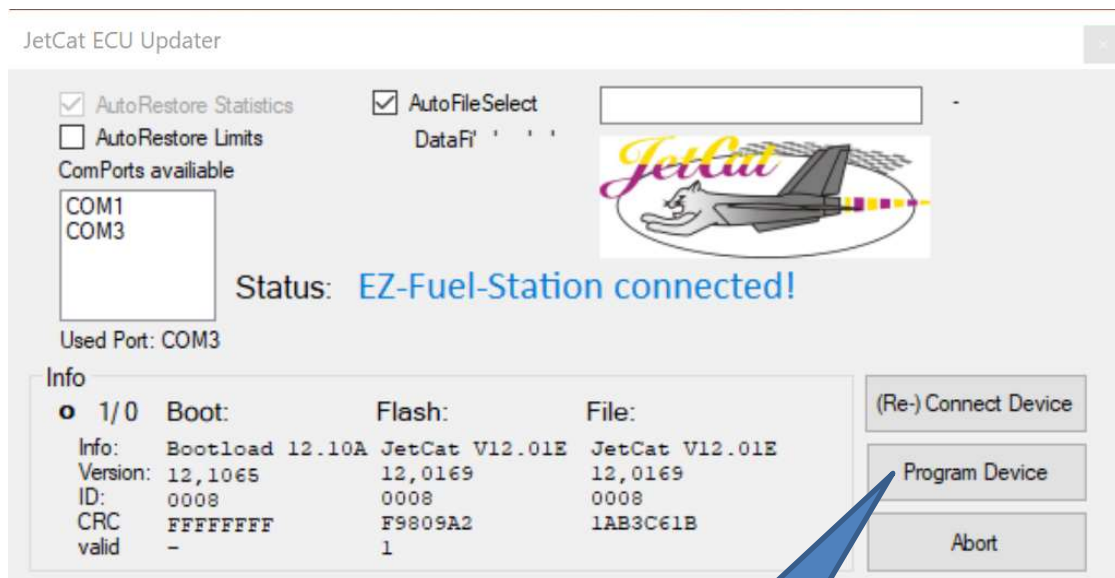 JetCat ECU Updater
AutoRestore Statistics
AutoFileSelect
-
AutoRestore Limits
ComPorts availiable
JetCat
COM1
COM3
Status: EZ-Fuel-Station connected!
Used Port: COM3
Info
o 1/0 Boot: Flash: File:
(Re-) Connect Device
Info: Bootload 12.10A JetCat V12.01E JetCat V12.01E
Version: 12,1065 12,0169 12,0169
Program Device
ID: 0008 0008 0008
CRC FFFFFFFF F9809A2 1AB3C61B
valid - 1
Abort